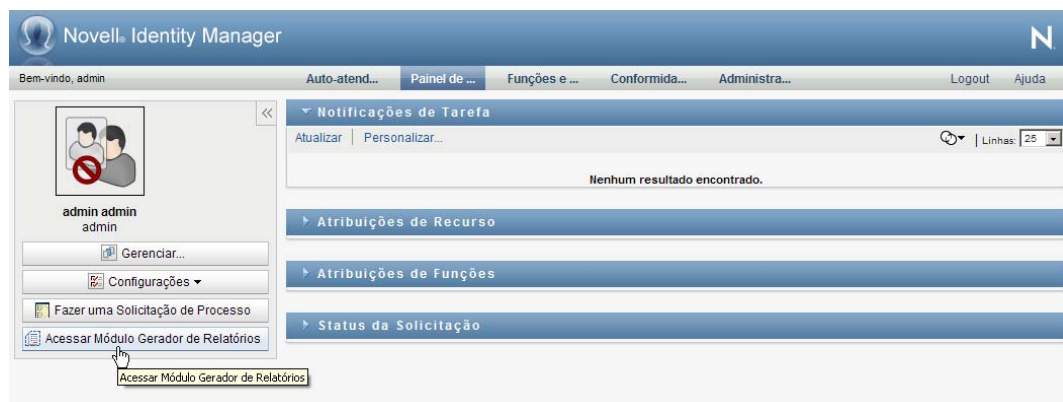 Novell® Identity Manager
N
Bem-vindo, admin
Auto-atend... Painel de ... Funções e ... Conformida... Administra... Logout Ajuda
Notificações de Tarefa
Atualizar | Personalizar...
Linhas: 25
Nenhum resultado encontrado.
admin admin
admin
Gerenciar...
Configurações
Fazer uma Solicitação de Processo
Acessar Módulo Gerador de Relatórios
Acessar Módulo Gerador de Relatórios
Atribuições de Recurso
Atribuições de Funções
Status da Solicitação